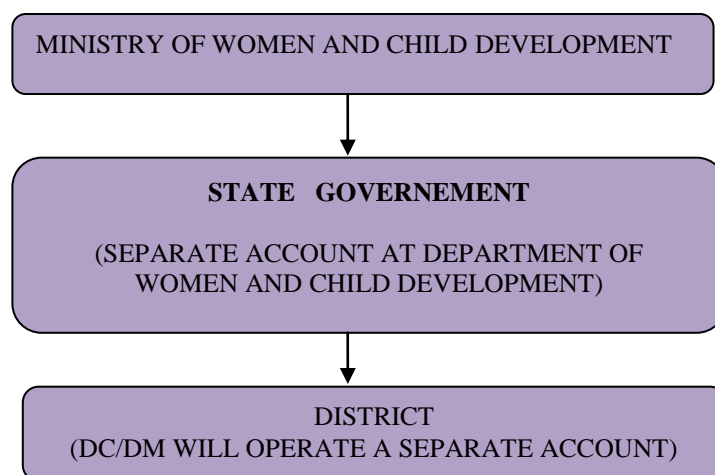 MINISTRY OF WOMEN AND CHILD DEVELOPMENT
STATE GOVERNEMENT
(SEPARATE ACCOUNT AT DEPARTMENT OF
WOMEN AND CHILD DEVELOPMENT)
DISTRICT
(DC/DM WILL OPERATE A SEPARATE ACCOUNT)